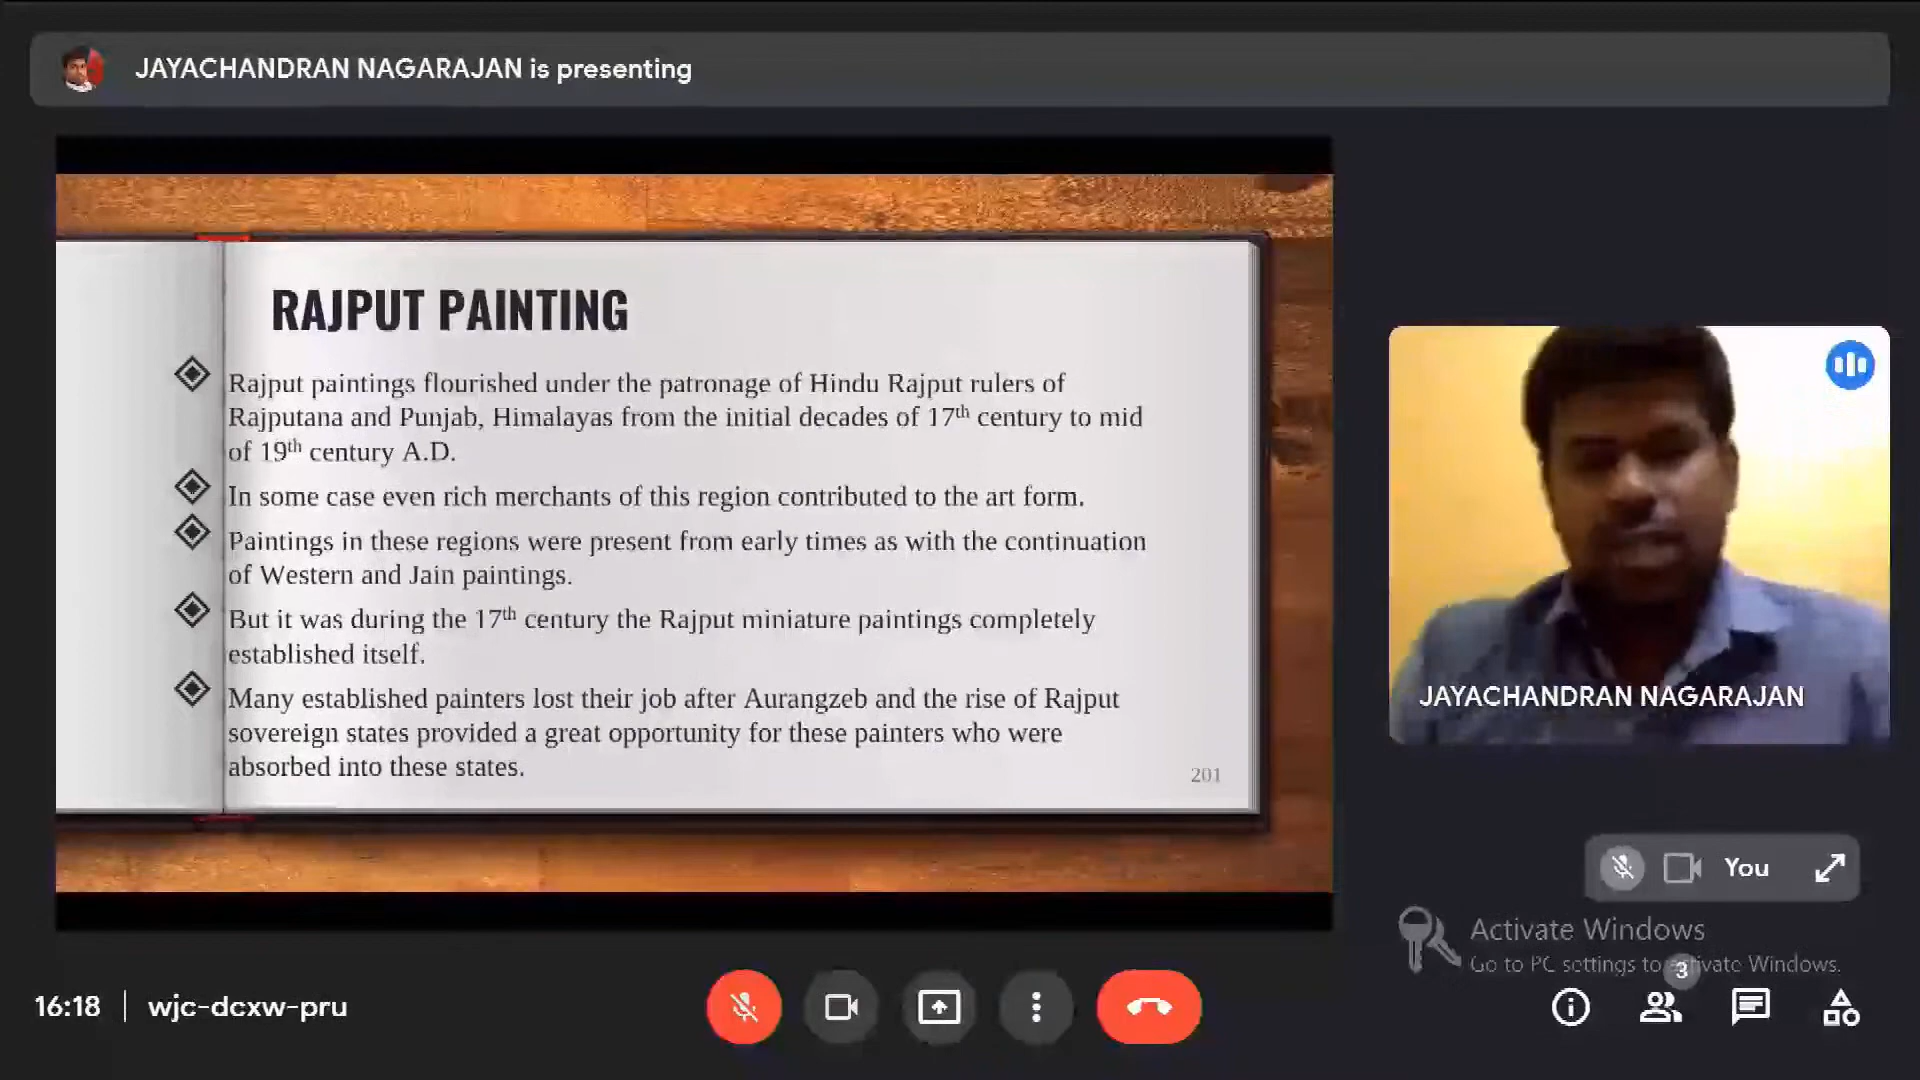 JAYACHANDRAN NAGARAJAN is presenting
RAJPUT PAINTING
Rajput paintings flourished under the patronage of Hindu Rajput rulers of
Rajputana and Punjab, Himalayas from the initial decades of 17th century to mid
of 19th century A.D.
In some case even rich merchants of this region contributed to the art form.
Paintings in these regions were present from early times as with the continuation
of Western and Jain paintings.
But it was during the 17th century the Rajput miniature paintings completely
established itself.
Many established painters lost their job after Aurangzeb and the rise of Rajput
sovereign states provided a great opportunity for these painters who were
absorbed into these states.
201
JAYACHANDRAN NAGARAJAN
You
Activate Windows
Go to PC settings to activate Windows.
3
16:18
wjc-dcxw-pru